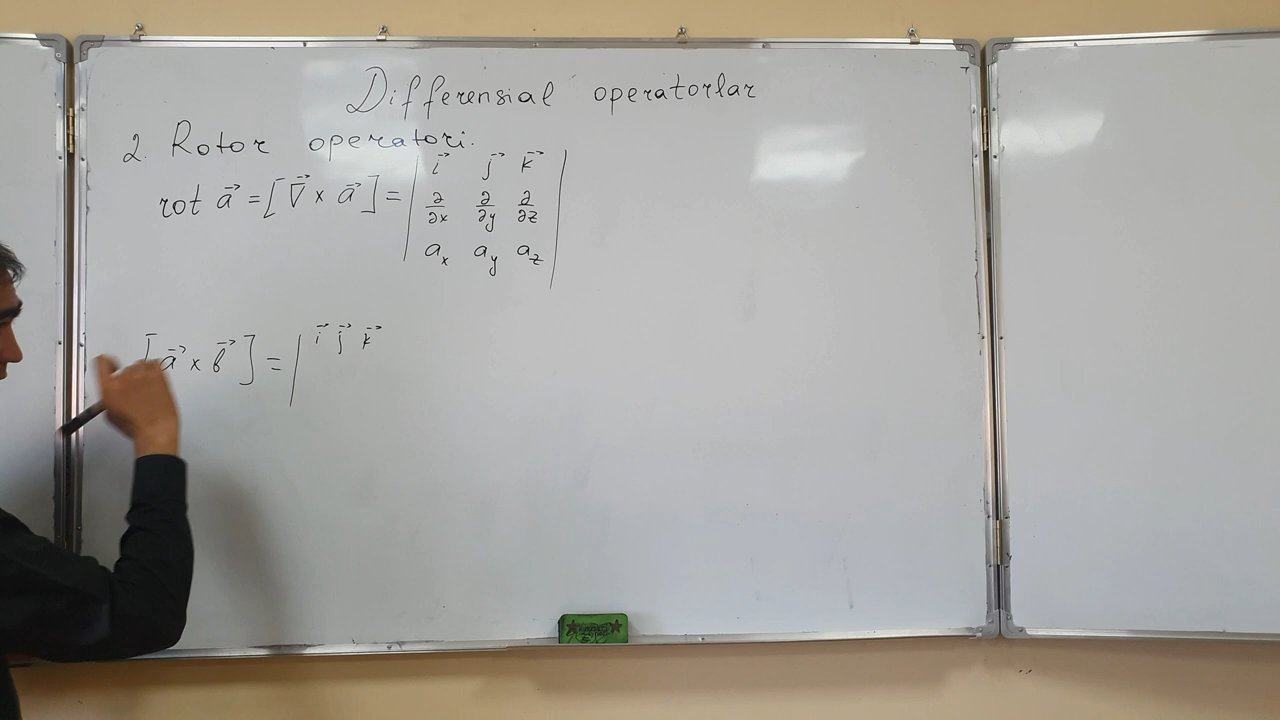 Differensial operatorlar
2. Rotor operatori.
rot a⃗ = [∇⃗ × a⃗] = | i⃗ j⃗ k⃗ |
| ∂/∂x ∂/∂y ∂/∂z |
| aₓ a_y a_z |
[a⃗ × b⃗] = | i⃗ j⃗ k⃗